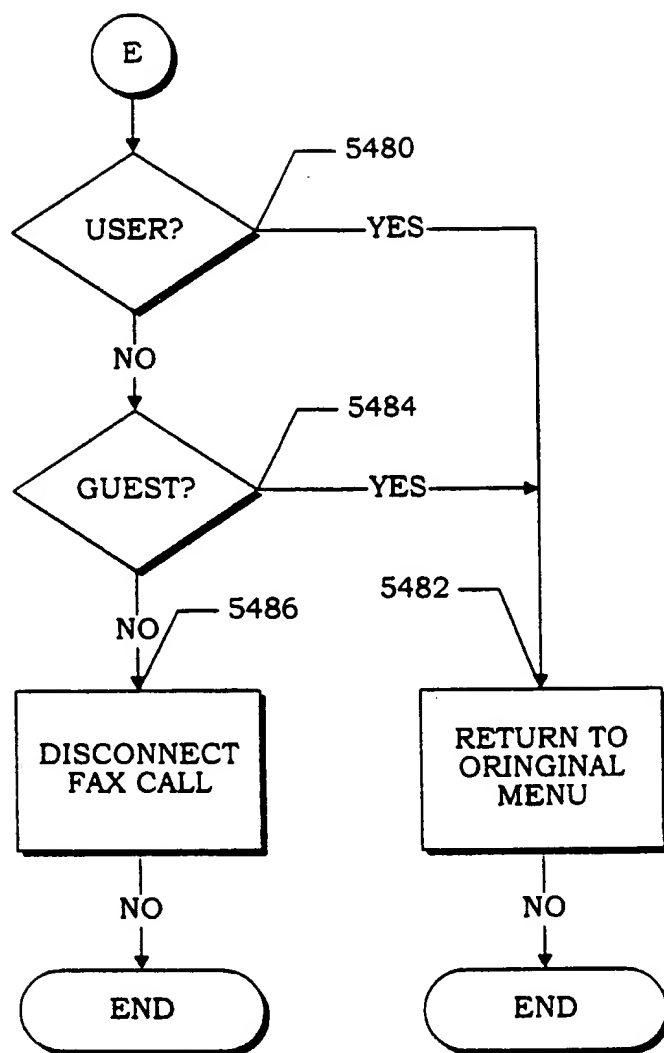 E
5480
USER?
YES
NO
5484
GUEST?
YES
5482
5486
NO
DISCONNECT
FAX CALL
RETURN TO
ORINGINAL
MENU
NO
NO
END
END